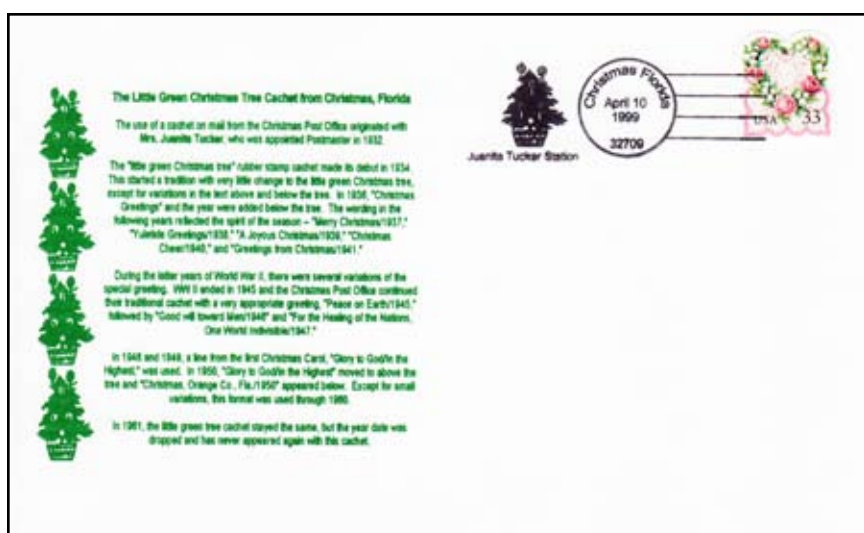 The Little Green Christmas Tree Cachet from Christmas, Florida
The use of a cachet on mail from the Christmas Post Office originated with
Mrs. Juanita Tucker, who was appointed Postmaster in 1932.
The "little green Christmas tree" rubber stamp cachet made its debut in 1934.
This started a tradition with very little change to the little green Christmas tree,
except for variations in the text above and below the tree. In 1936, "Christmas
Greetings" and the year were added below the tree. The wording in the
following years reflected the spirit of the season – "Merry Christmas/1937,"
"Yuletide Greetings/1938," "A Joyous Christmas/1939," "Christmas
Cheer/1940," and "Greetings from Christmas/1941."
During the latter years of World War II, there were several variations of the
special greeting. WW II ended in 1945 and the Christmas Post Office continued
their traditional cachet with a very appropriate greeting, "Peace on Earth/1945,"
followed by "Good will toward Men/1946" and "For the Healing of the Nations,
One World Indivisible/1947."
In 1948 and 1949, a line from the first Christmas Carol, "Glory to God/in the
Highest," was used. In 1950, "Glory to God/in the Highest" moved to above the
tree and "Christmas, Orange Co., Fla./1950" appeared below. Except for small
variations, this format was used through 1960.
In 1961, the little green tree cachet stayed the same, but the year date was
dropped and has never appeared again with this cachet.
Juanita Tucker Station
Christmas Florida
April 10
1999
32709
USA 33